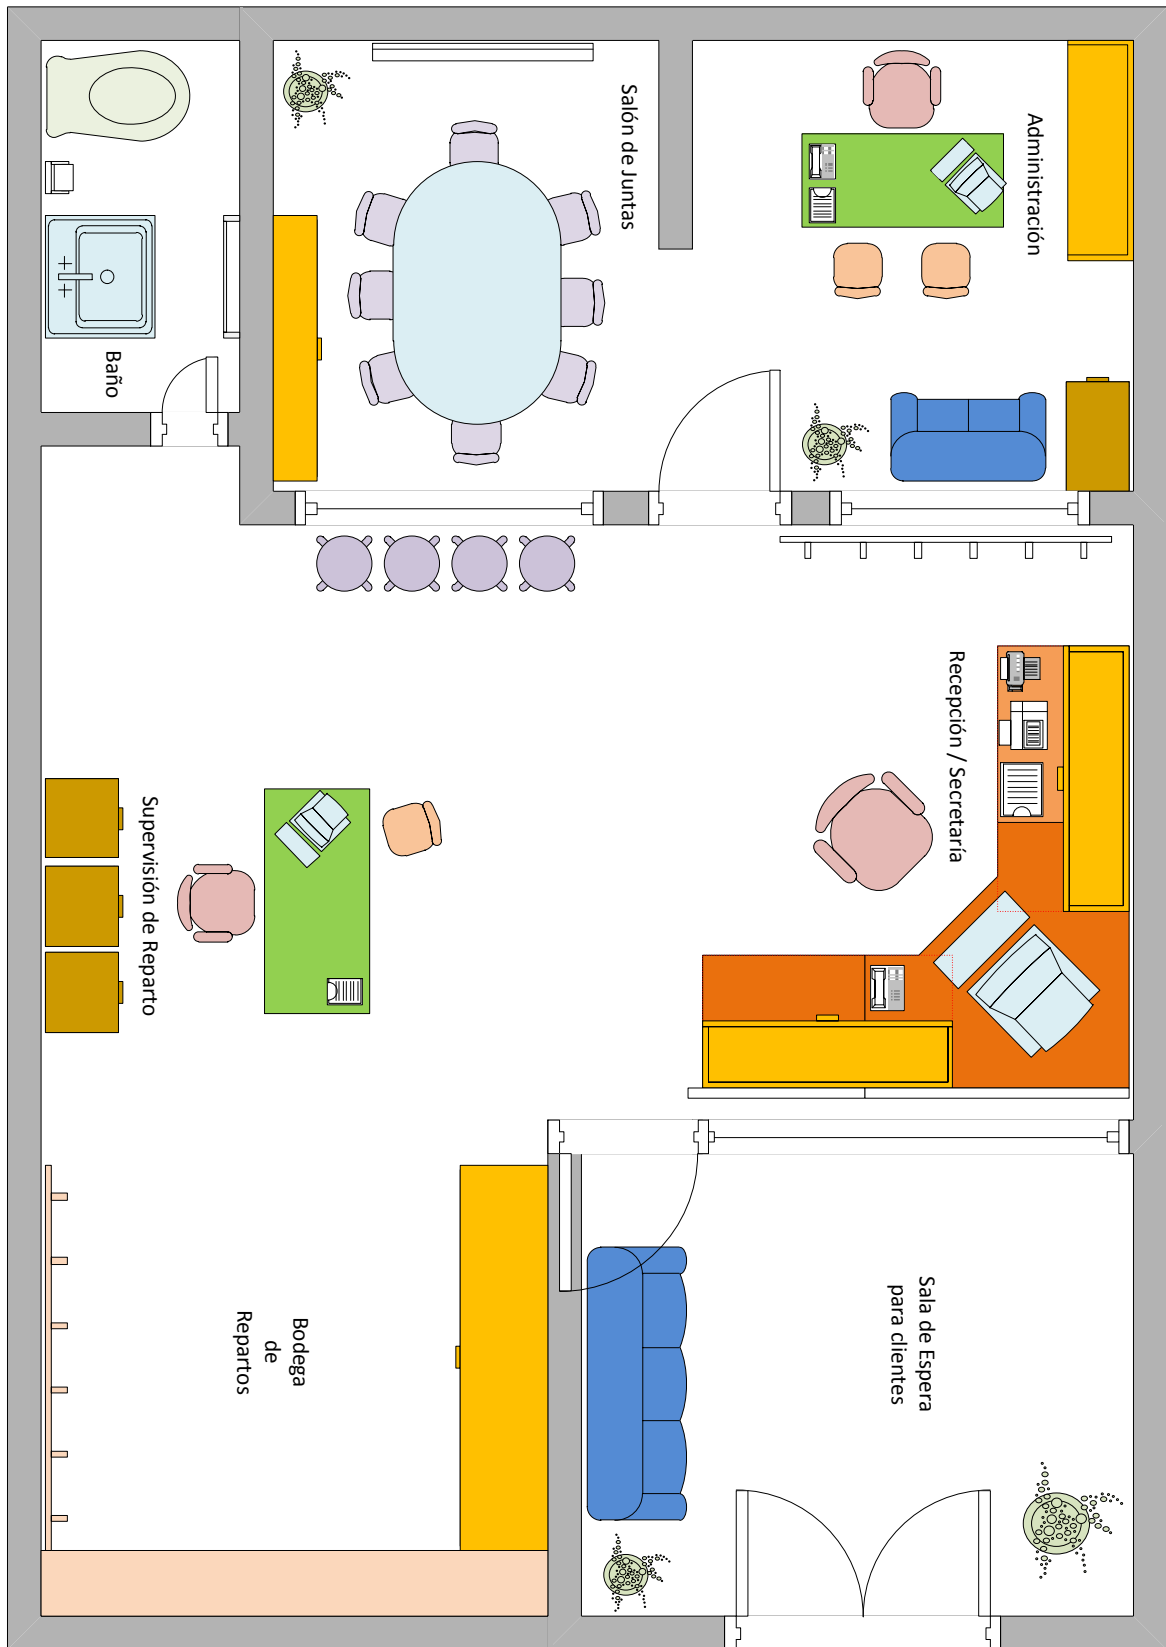 Administración
Salón de Juntas
Baño
Recepción / Secretaría
Supervisión de Reparto
Sala de Espera
para clientes
Bodega
de
Repartos